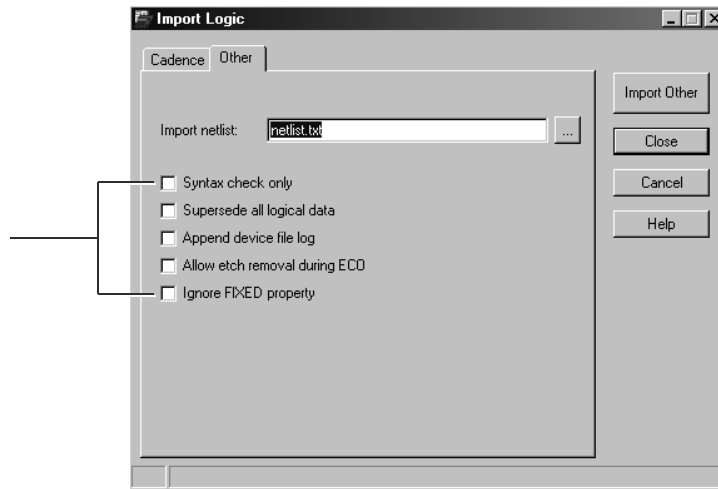 Import Logic
Cadence
Other
Import netlist:
netlist.txt
...
Syntax check only
Supersede all logical data
Append device file log
Allow etch removal during ECO
Ignore FIXED property
Import Other
Close
Cancel
Help